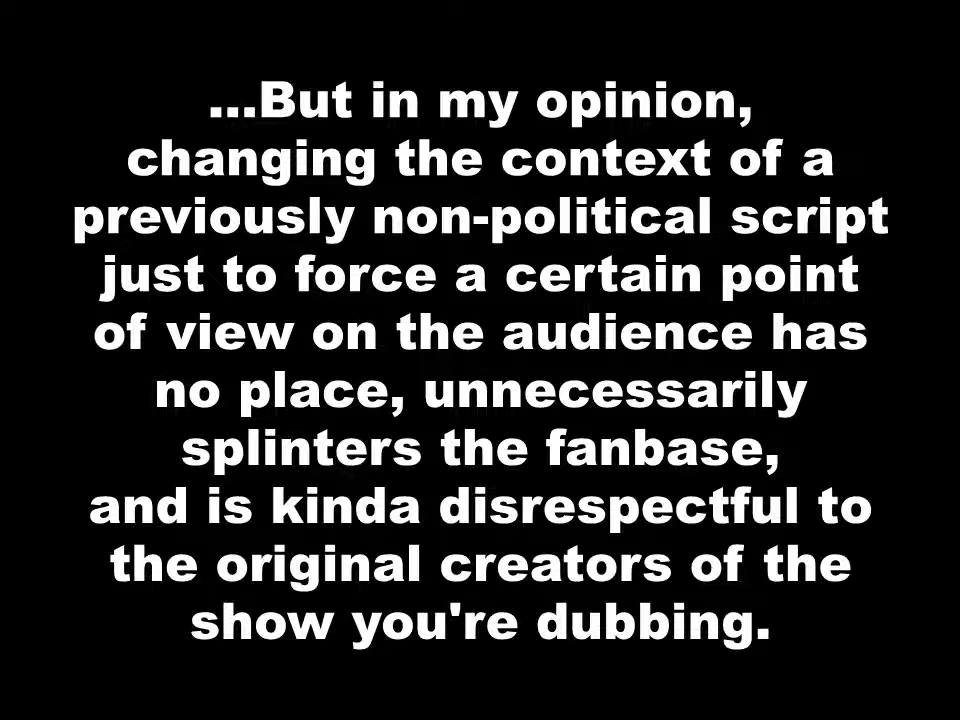 ...But in my opinion,
changing the context of a
previously non-political script
just to force a certain point
of view on the audience has
no place, unnecessarily
splinters the fanbase,
and is kinda disrespectful to
the original creators of the
show you're dubbing.